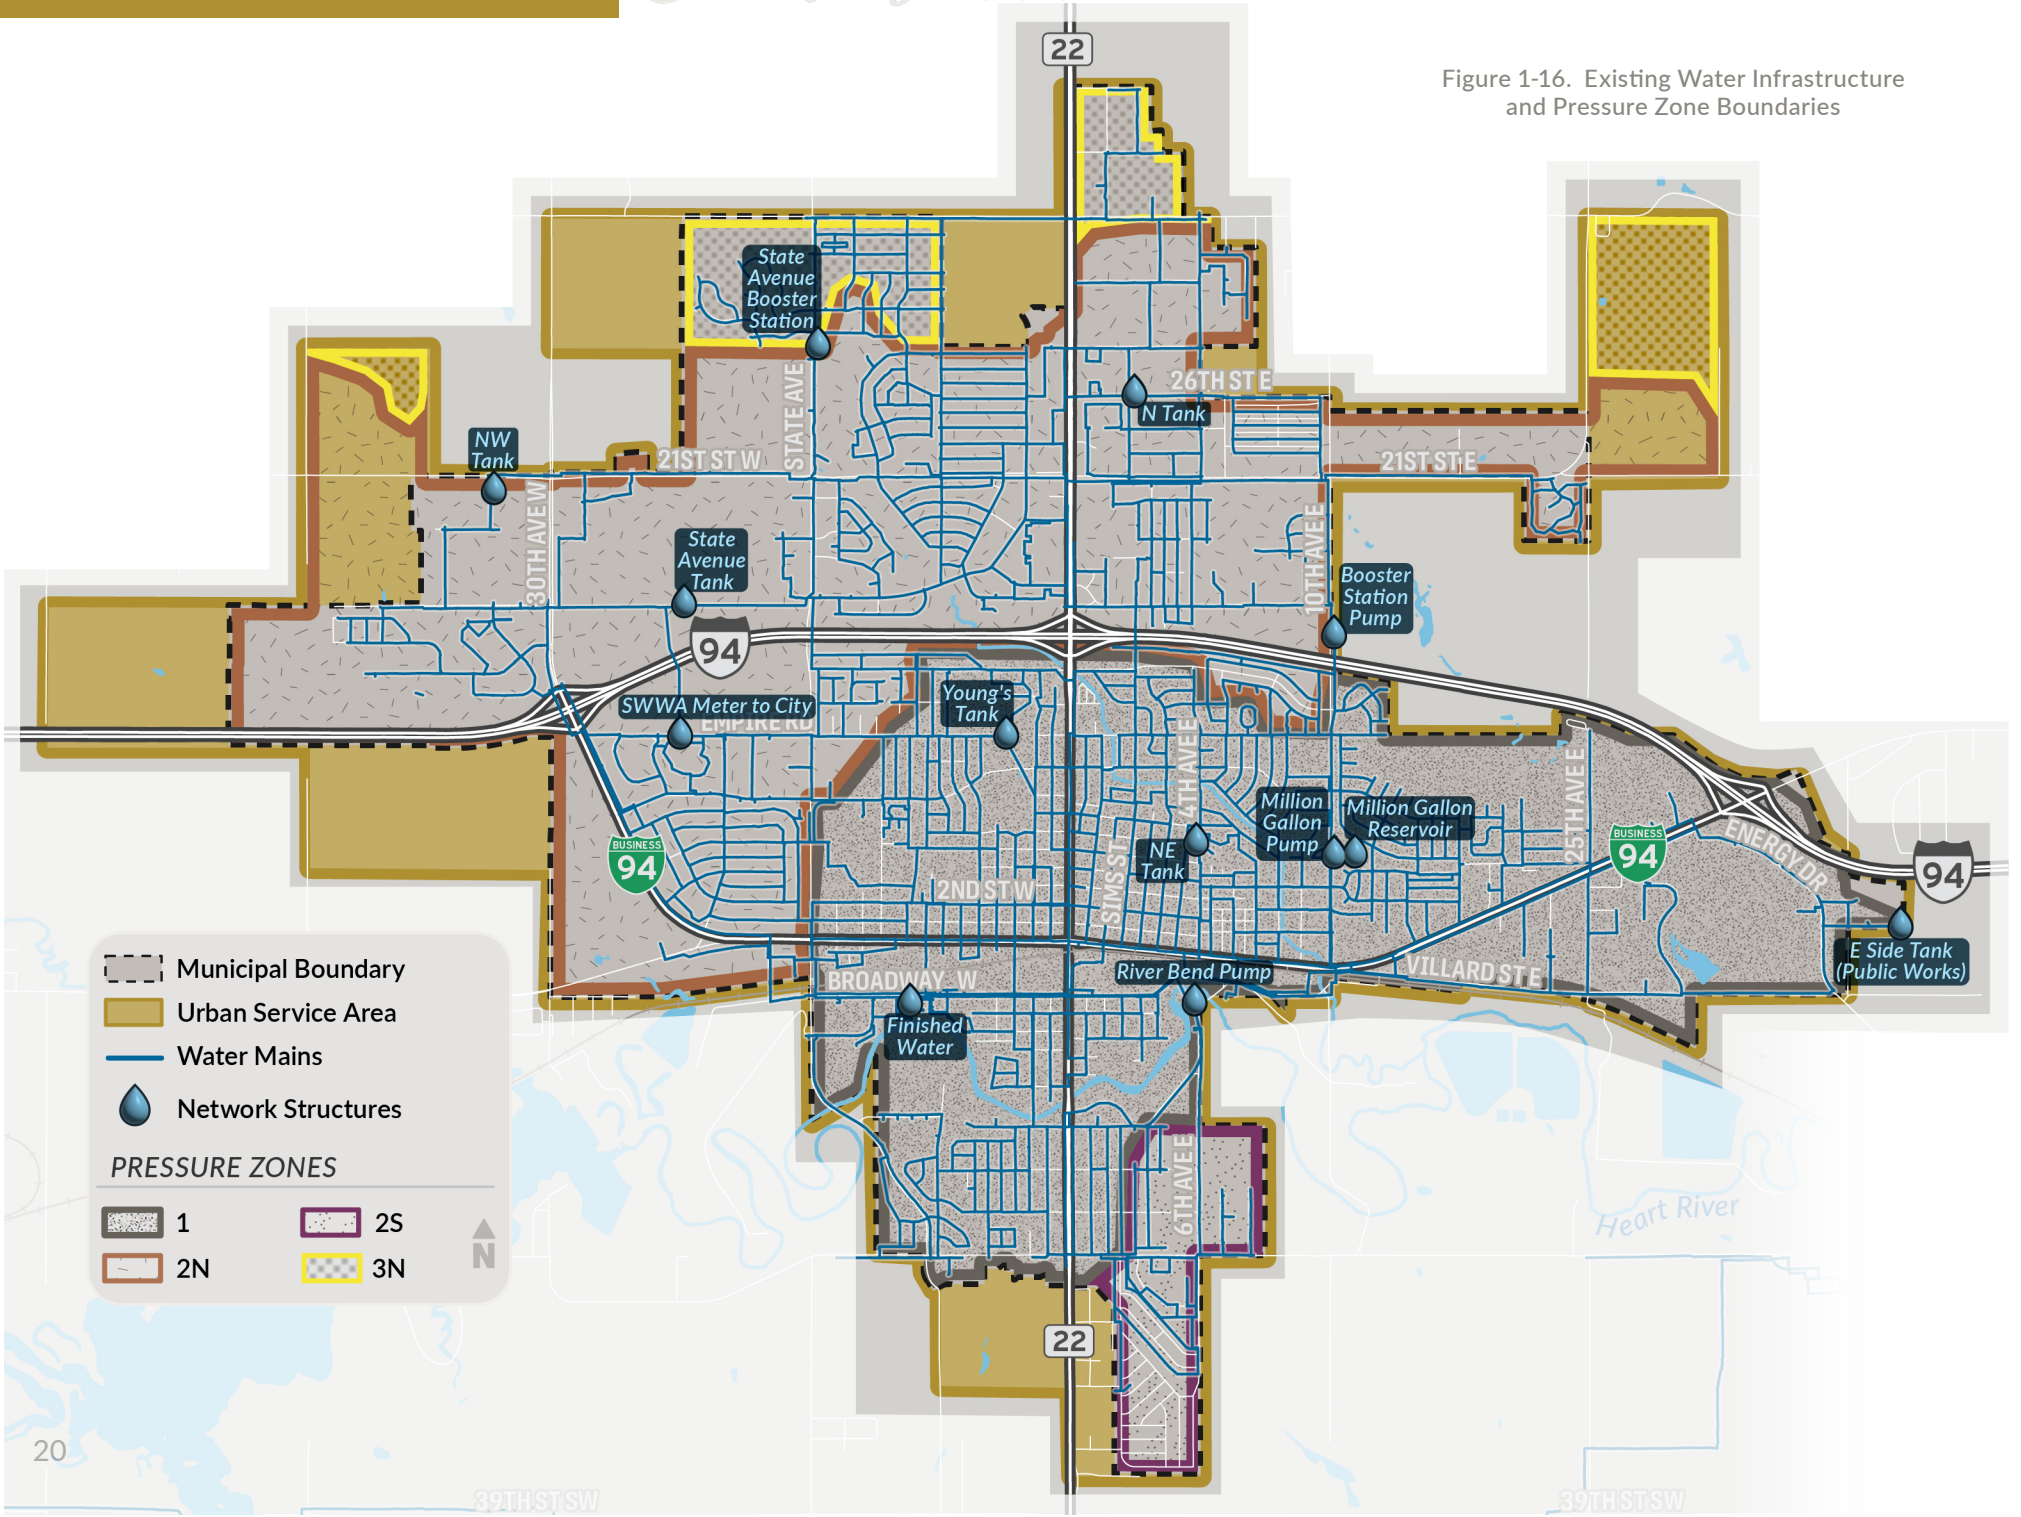 22
Figure 1-16. Existing Water Infrastructure
and Pressure Zone Boundaries
State
Avenue
Booster
Station
26TH ST E
N Tank
STATE AVE
NW
Tank
21ST ST W
21ST ST E
30TH AVE W
10TH AVE E
State
Avenue
Tank
Booster
Station
Pump
94
SWWA Meter to City
EMPIRE RD
Young's
Tank
4TH AVE E
25TH AVE E
Million
Gallon
Pump
Million Gallon
Reservoir
NE
Tank
SIMS ST
BUSINESS
94
BUSINESS
94
ENERGY DR
94
2ND ST W
E Side Tank
(Public Works)
BROADWAY W
River Bend Pump
VILLARD ST E
Finished
Water
Municipal Boundary
Urban Service Area
Water Mains
Network Structures
PRESSURE ZONES
1
2S
2N
3N
N
6TH AVE E
Heart River
22
20
39TH ST SW
39TH ST SW